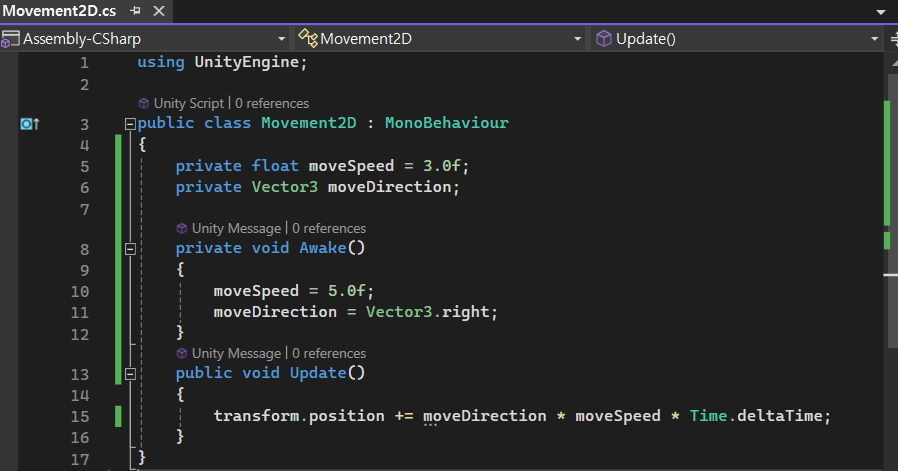 Movement2D.cs
Assembly-CSharp Movement2D Update()
1 using UnityEngine;
2
Unity Script | 0 references
3 public class Movement2D : MonoBehaviour
4 {
5 private float moveSpeed = 3.0f;
6 private Vector3 moveDirection;
7
Unity Message | 0 references
8 private void Awake()
9 {
10 moveSpeed = 5.0f;
11 moveDirection = Vector3.right;
12 }
Unity Message | 0 references
13 public void Update()
14 {
15 transform.position += moveDirection * moveSpeed * Time.deltaTime;
16 }
17 }